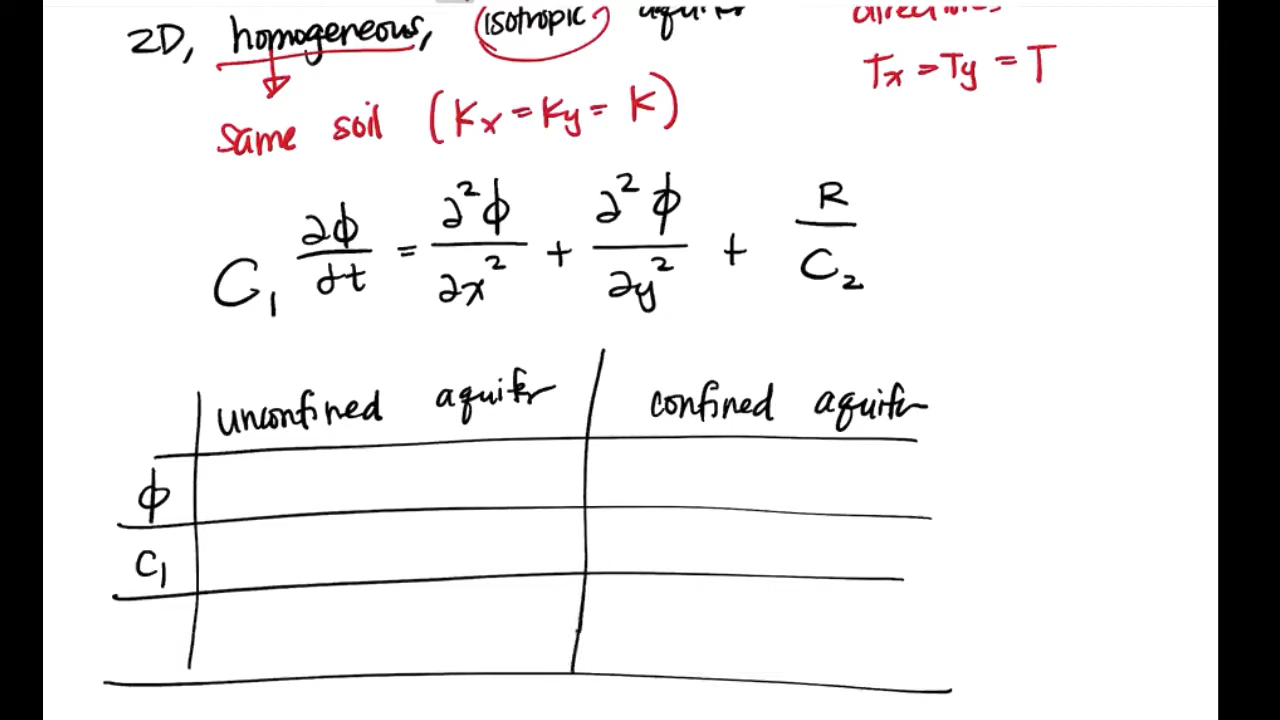 2D, homogeneous, isotropic aquifer
Tx = Ty = T
same soil (Kx = Ky = K)
C₁ ∂ϕ/∂t = ∂²ϕ/∂x² + ∂²ϕ/∂y² + R/C₂
unconfined aquifer confined aquifer
ϕ
C₁